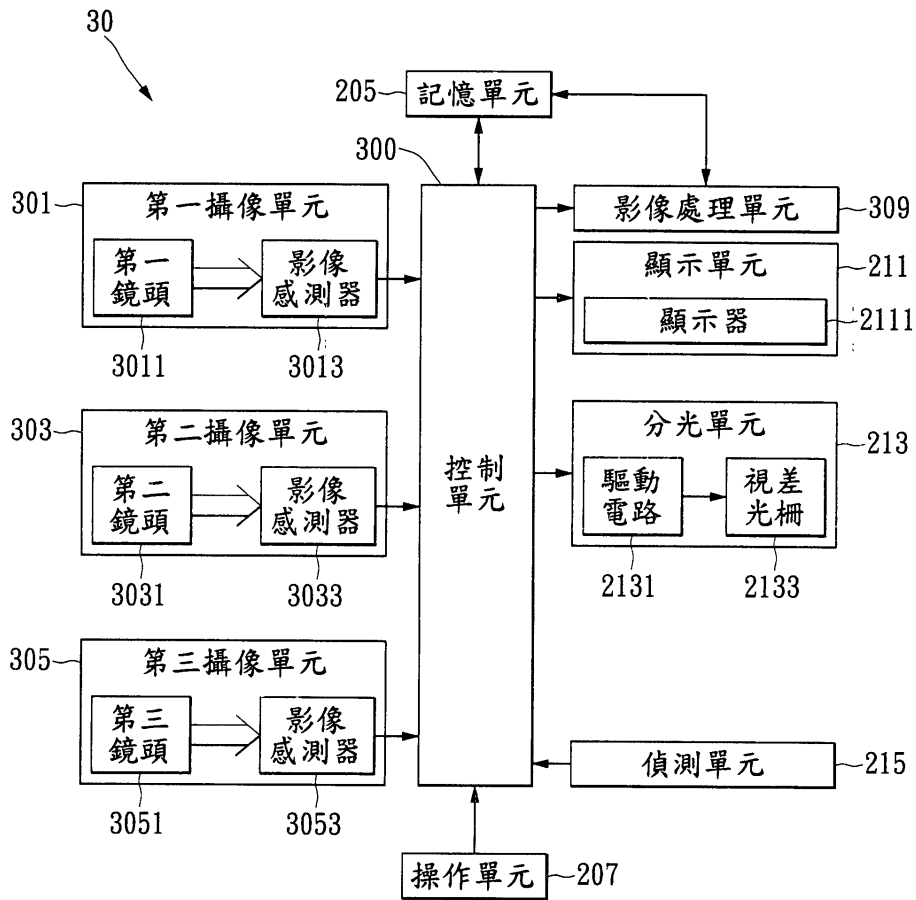 30
205
記憶單元
300
301
第一攝像單元
第一
鏡頭
影像
感測器
3011
3013
影像處理單元
309
顯示單元
211
顯示器
2111
303
第二攝像單元
第二
鏡頭
影像
感測器
3031
3033
控制
單元
分光單元
213
驅動
電路
視差
光柵
2131
2133
305
第三攝像單元
第三
鏡頭
影像
感測器
3051
3053
偵測單元
215
操作單元
207